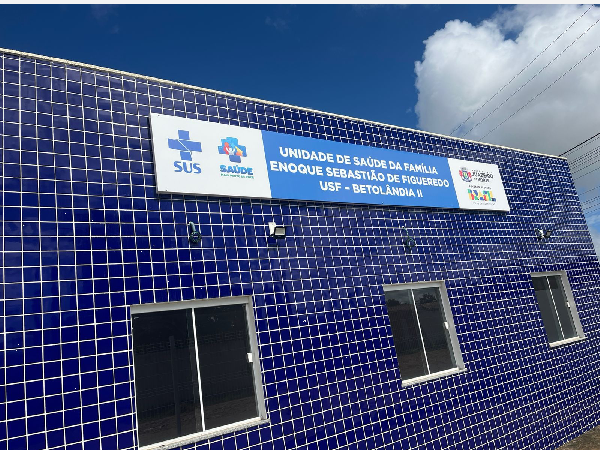 SUS
SAÚDE
UNIDADE DE SAÚDE DA FAMÍLIA
ENOQUE SEBASTIÃO DE FIGUEREDO
USF - BETOLÂNDIA II